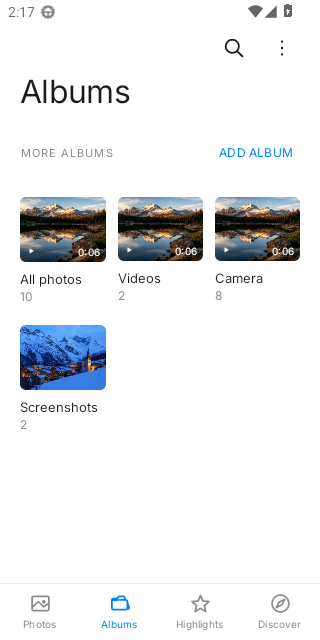 2:17
Albums
MORE ALBUMS
ADD ALBUM
0:06
0:06
0:06
All photos
Videos
Camera
10
2
8
Screenshots
2
Photos
Albums
Highlights
Discover